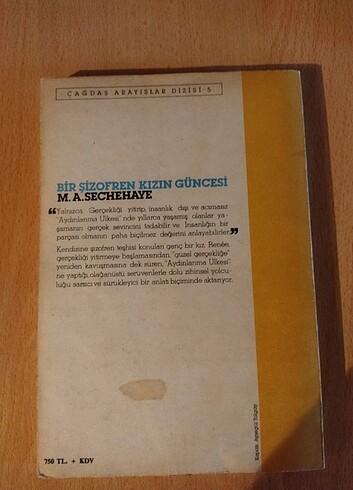 ÇAĞDAŞ ARAYIŞLAR DİZİSİ-5
BİR ŞİZOFREN KIZIN GÜNCESİ
M.A.SECHEHAYE
"Yalnızca, Gerçekliği yitirip, insanlık dışı ve acımasız
"Aydınlanma Ülkesi" nde yıllarca yaşamış olanlar ya-
şamanın gerçek sevincini tadabilir ve İnsanlığın bir
parçası olmanın paha biçilmez değerini anlayabilirler."
Kendisine şizofren teşhisi konulan genç bir kız, Renée,
gerçekliği yitirmeye başlamasından, "güzel gerçekliğe"
yeniden kavuşmasına dek süren, "Aydınlanma Ülkesi"-
ne yaptığı, olağanüstü serüvenlerle dolu zihinsel yolcu-
luğu sarsıcı ve sürükleyici bir anlatı biçiminde aktarıyor.
750 TL. + KDV
Kapak: